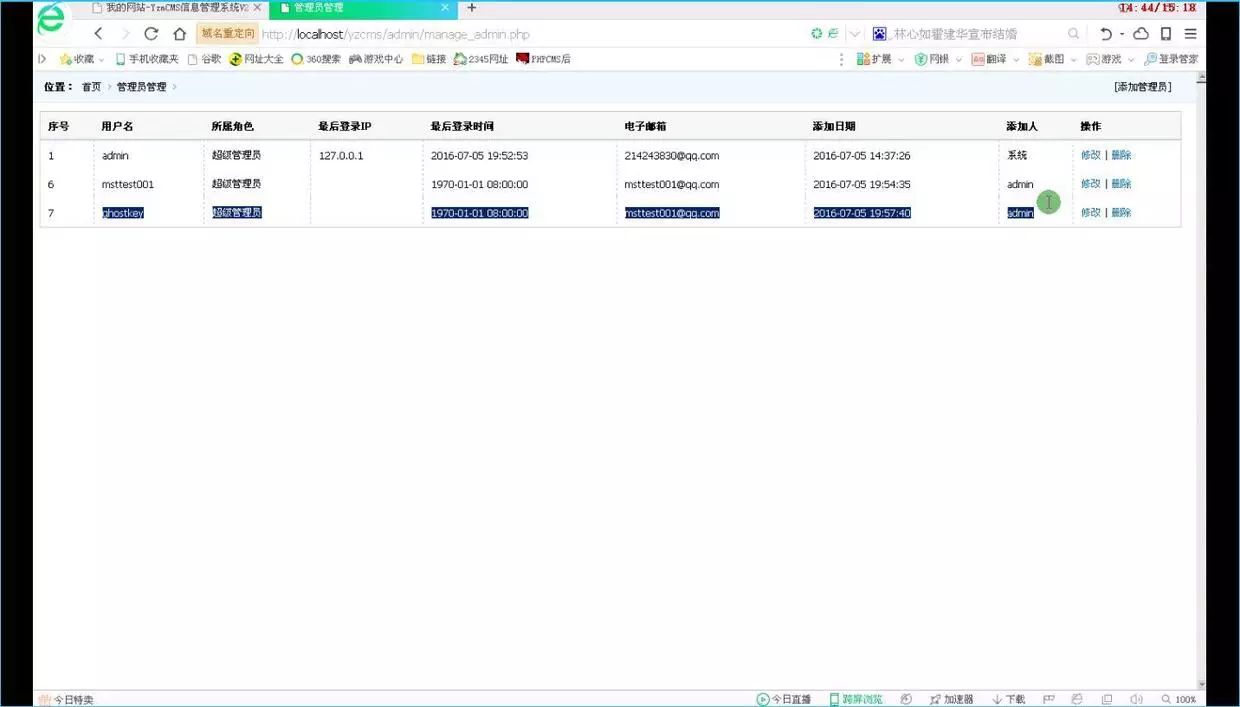 我的网站-YzmCMS信息管理系统V2
管理员管理
14:44/15:18
域名重定向 http://localhost/yzcms/admin/manage_admin.php 林心如霍建华宣布结婚
收藏 手机收藏夹 谷歌 网址大全 360搜索 游戏中心 链接 2345网址 PHPCMS后 扩展 网银 翻译 截图 游戏 登录管家
位置: 首页 > 管理员管理 > [添加管理员]
序号 用户名 所属角色 最后登录IP 最后登录时间 电子邮箱 添加日期 添加人 操作
1 admin 超级管理员 127.0.0.1 2016-07-05 19:52:53 214243830@qq.com 2016-07-05 14:37:26 系统 修改 | 删除
6 msttest001 超级管理员 1970-01-01 08:00:00 msttest001@qq.com 2016-07-05 19:54:35 admin 修改 | 删除
7 ghostkey 超级管理员 1970-01-01 08:00:00 msttest001@qq.com 2016-07-05 19:57:40 admin 修改 | 删除
今日特卖 今日直播 跨屏浏览 加速器 下载 100%